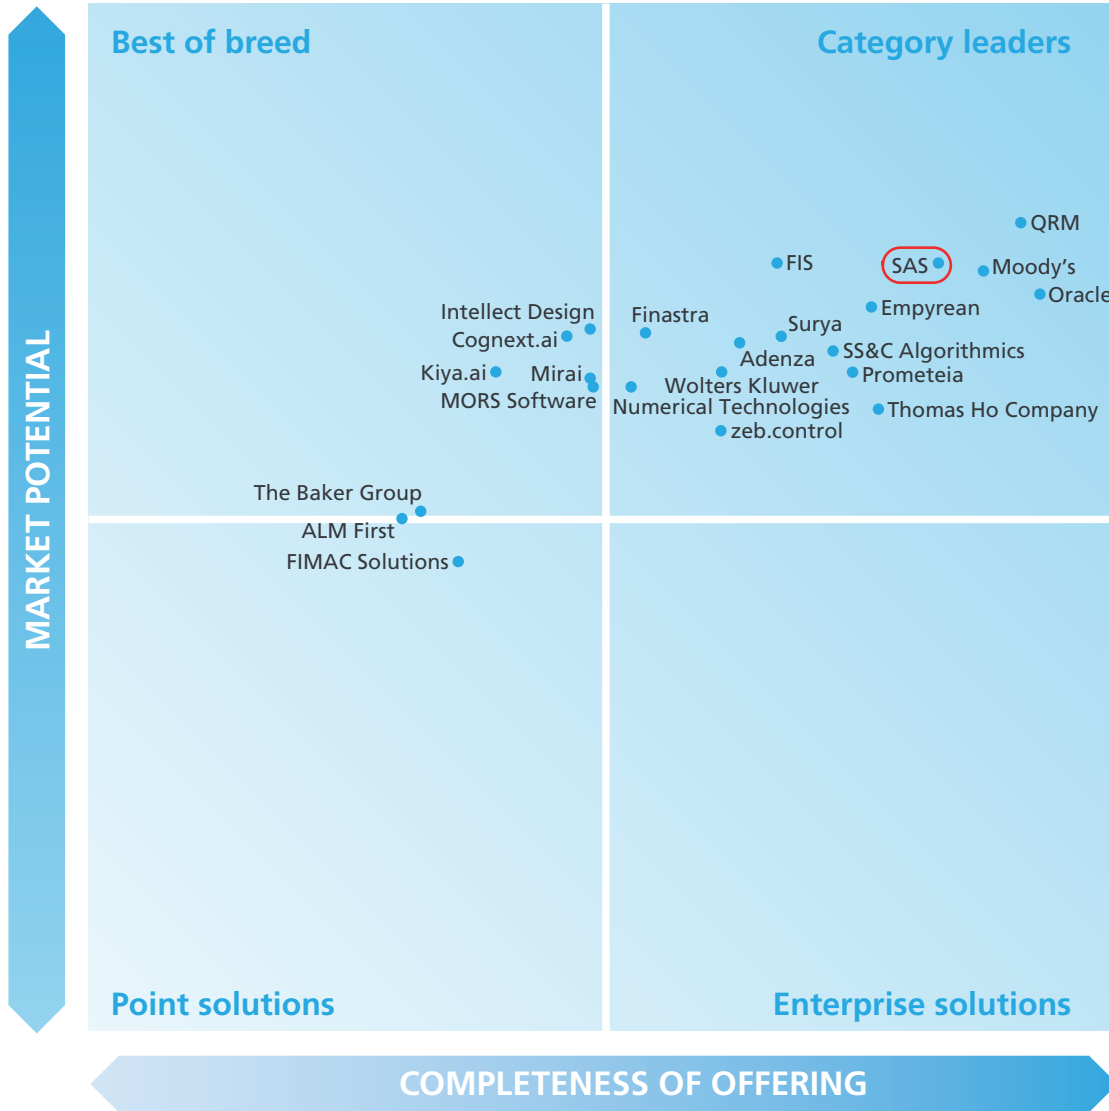 Best of breed
Category leaders
QRM
FIS
SAS
Moody's
Oracle
Empyrean
Intellect Design
Finastra
Surya
Cognext.ai
SS&C Algorithmics
Adenza
Kiya.ai
Mirai
Wolters Kluwer
Prometeia
MORS Software
Numerical Technologies
Thomas Ho Company
zeb.control
The Baker Group
ALM First
FIMAC Solutions
MARKET POTENTIAL
Point solutions
Enterprise solutions
COMPLETENESS OF OFFERING